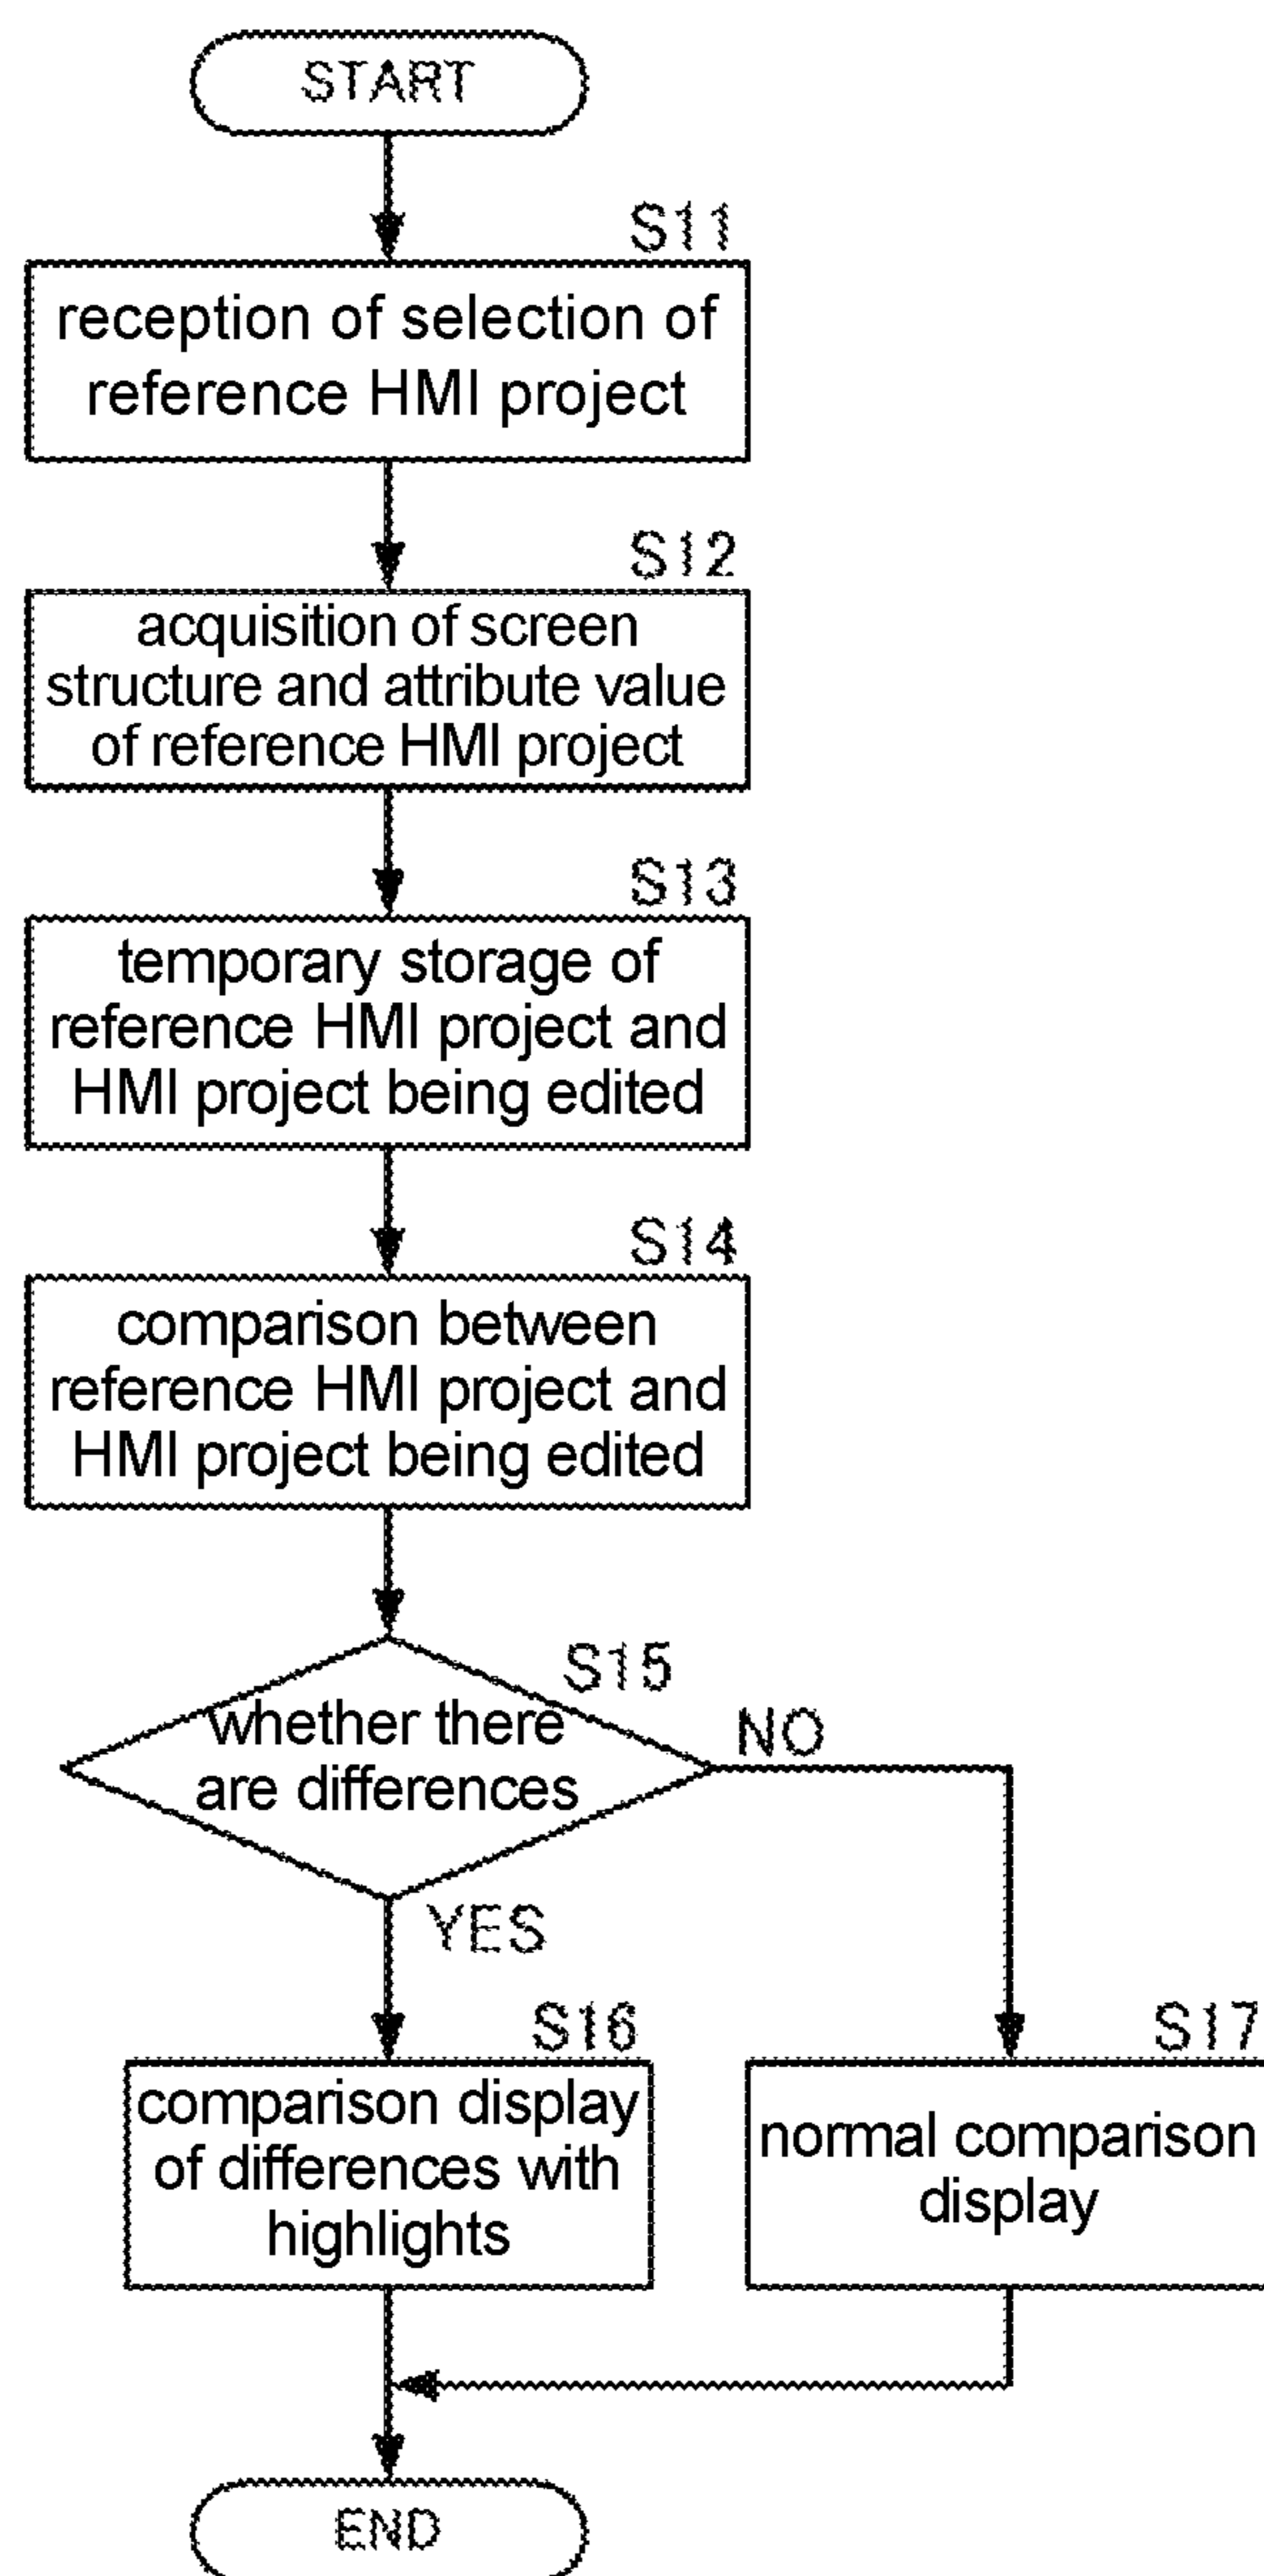 START
S11
reception of selection of
reference HMI project
S12
acquisition of screen
structure and attribute value
of reference HMI project
S13
temporary storage of
reference HMI project and
HMI project being edited
S14
comparison between
reference HMI project and
HMI project being edited
S15
whether there
are differences
NO
YES
S16
comparison display
of differences with
highlights
S17
normal comparison
display
END